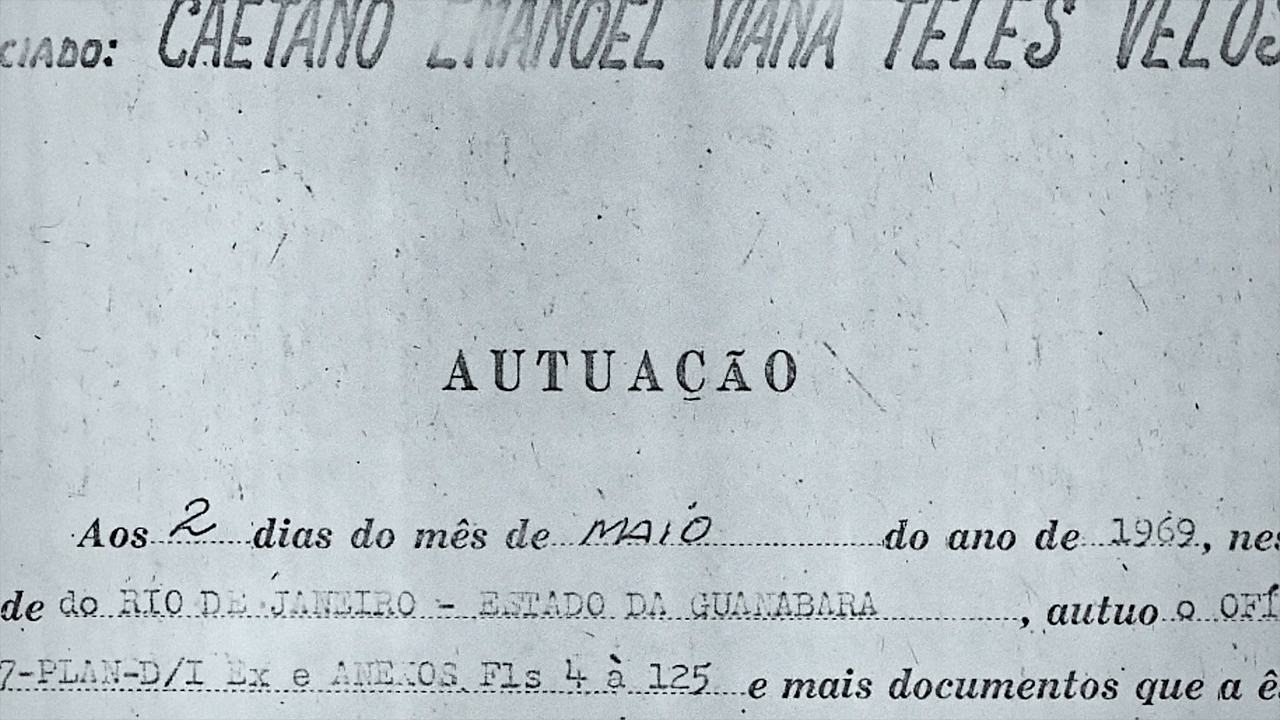 CIADO: CAETANO EMANOEL VIANA TELES VELOS
AUTUAÇÃO
Aos 2 dias do mês de MAIO do ano de 1969, nes
de do RIO DE JANEIRO - ESTADO DA GUANABARA, autuo o OFÍ
7-PLAN-D/I Ex e ANEXOS Fls 4 à 125 e mais documentos que a ês